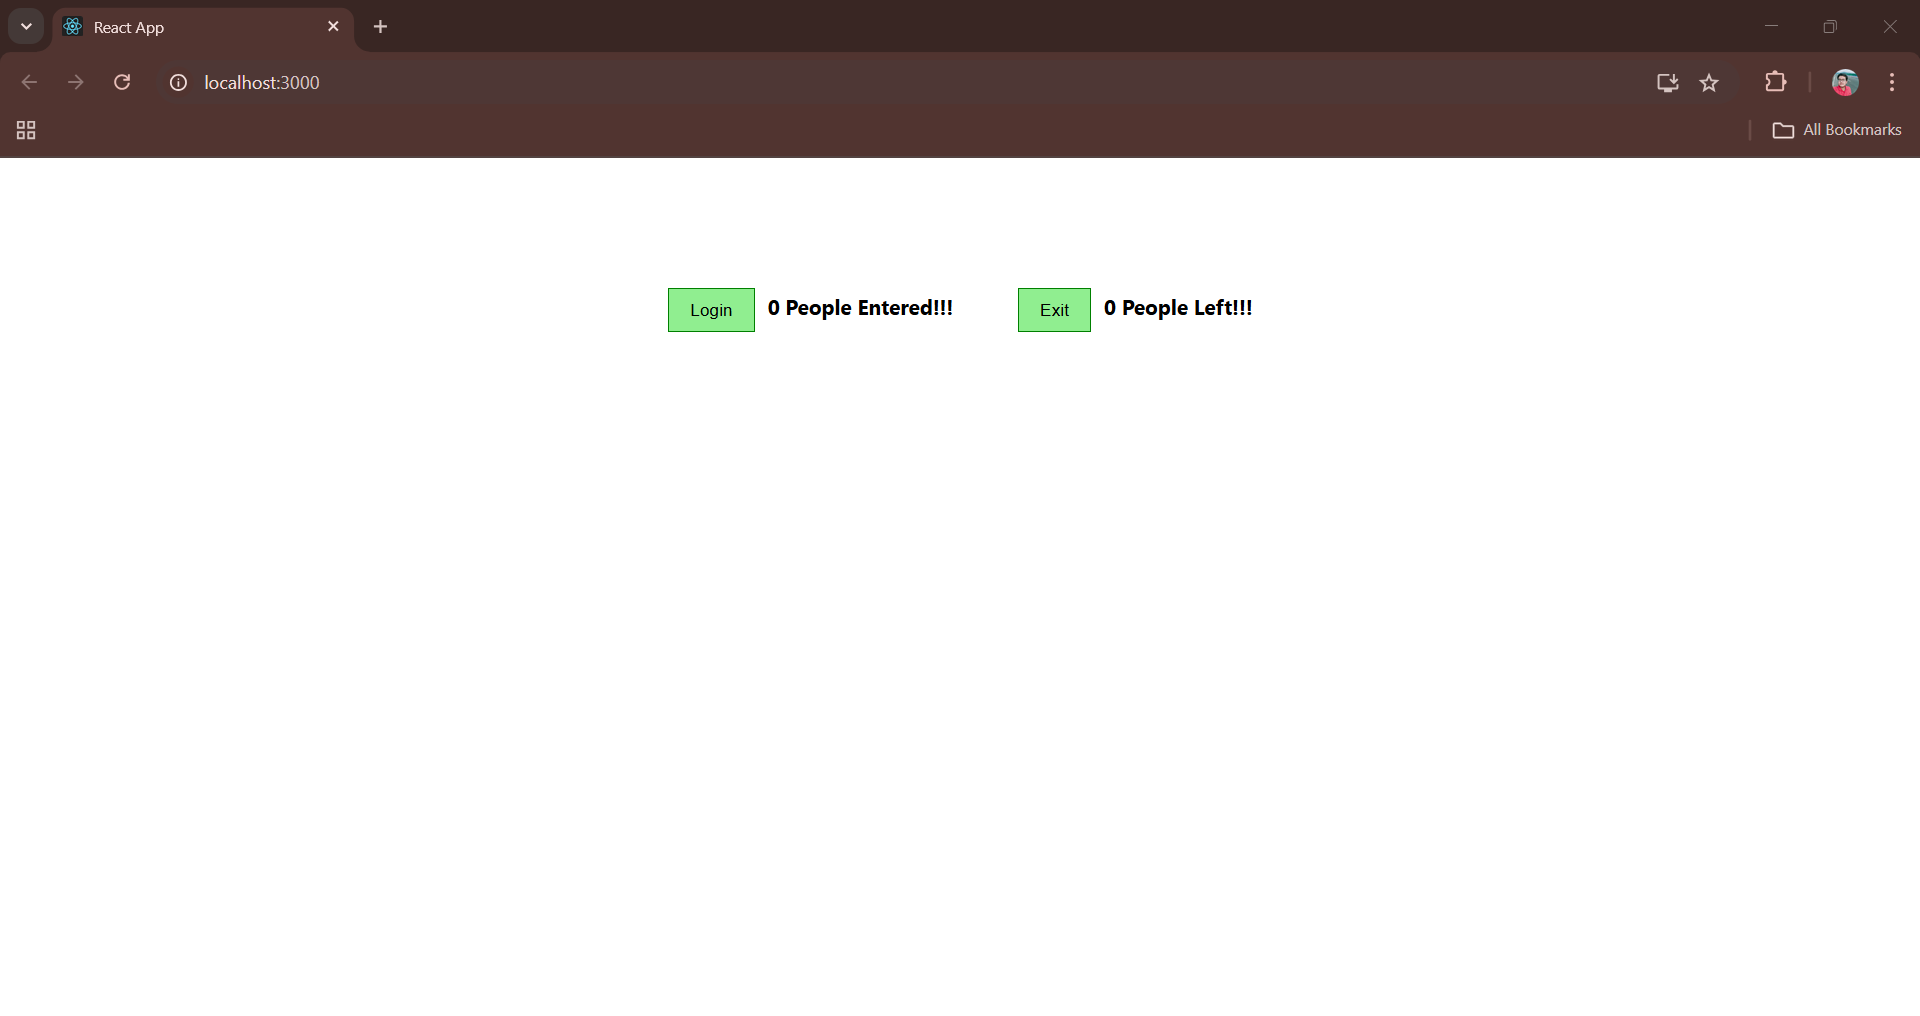 React App
localhost:3000
All Bookmarks
Login 0 People Entered!!! Exit 0 People Left!!!